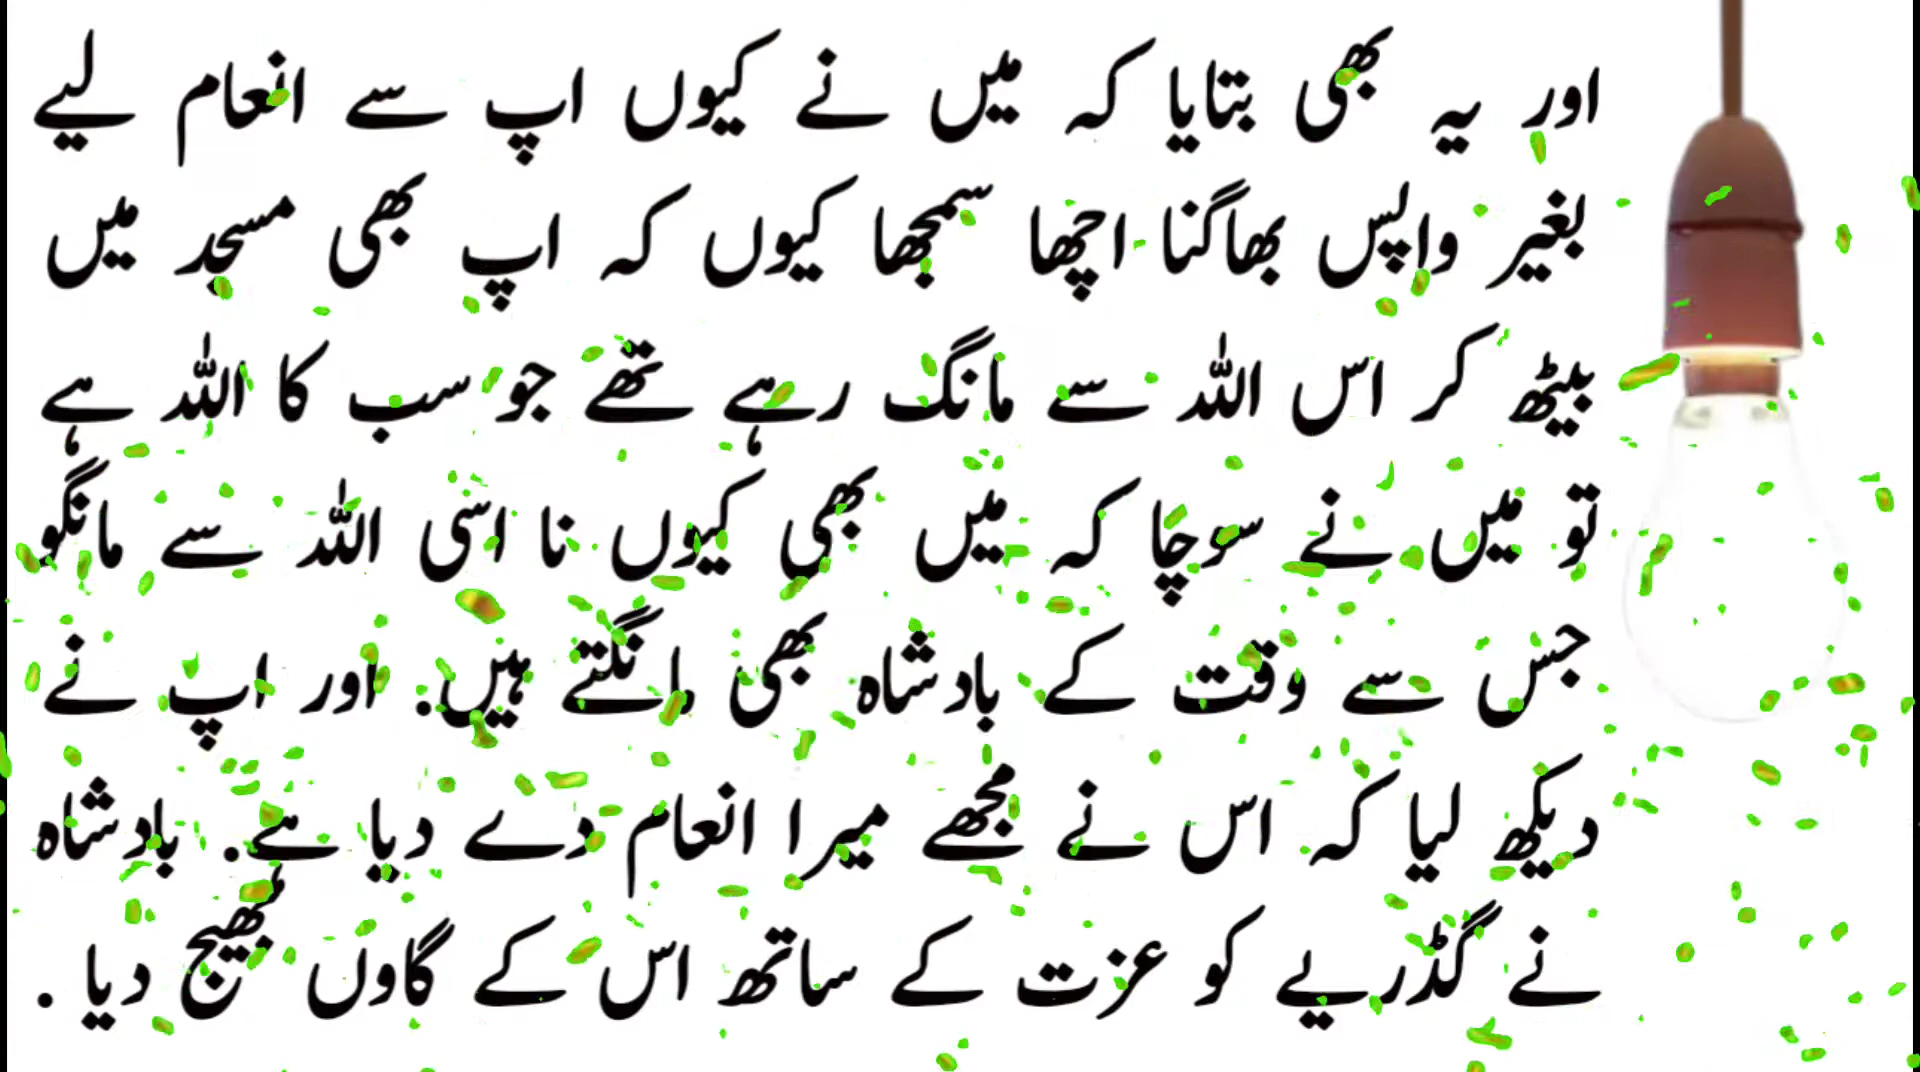 اور یہ بھی بتایا کہ میں نے کیوں اپ سے انعام لیے
بغیر واپس بھاگنا اچھا سمجھا کیوں کہ اپ بھی مسجد میں
بیٹھ کر اس اللہ سے مانگ رہے تھے جو سب کا اللہ ہے
تو میں نے سوچا کہ میں بھی کیوں نا اسی اللہ سے مانگو
جس سے وقت کے بادشاہ بھی مانگتے ہیں: اور اپ نے
دیکھ لیا کہ اس نے مجھے میرا انعام دے دیا ہے. بادشاہ
نے گڈریے کو عزت کے ساتھ اس کے گاوں بھیج دیا .